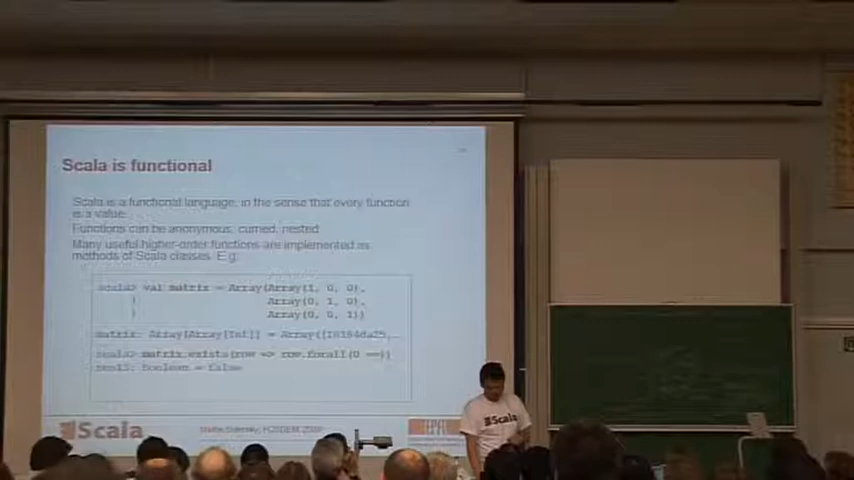 Scala is functional
Scala is a functional language, in the sense that every function
is a value.
Functions can be anonymous, curried, nested
Many useful higher-order functions are implemented as
methods of Scala classes. E.g.
scala> val matrix = Array(Array(1, 0, 0),
| Array(0, 1, 0),
| Array(0, 0, 1))
matrix: Array[Array[Int]] = Array([I@164da25,…
scala> matrix.exists(row => row.forall(0 ==))
Boolean = false
Scala
FOSDEM 2009
EPFL
Scala